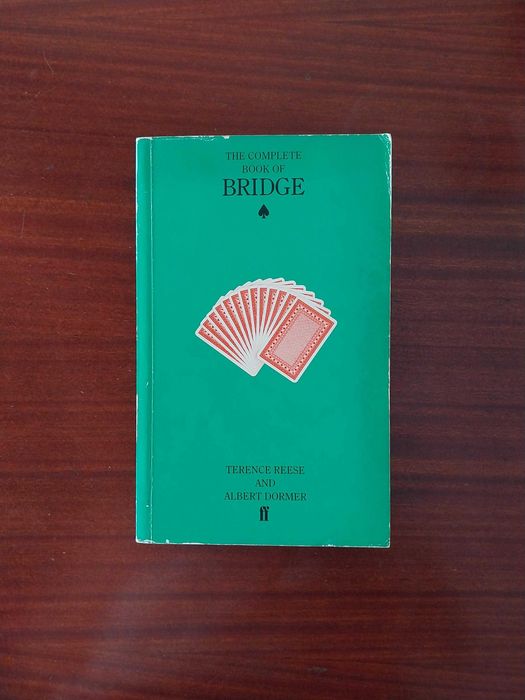 THE COMPLETE
BOOK OF
BRIDGE
TERENCE REESE
AND
ALBERT DORMER
ff